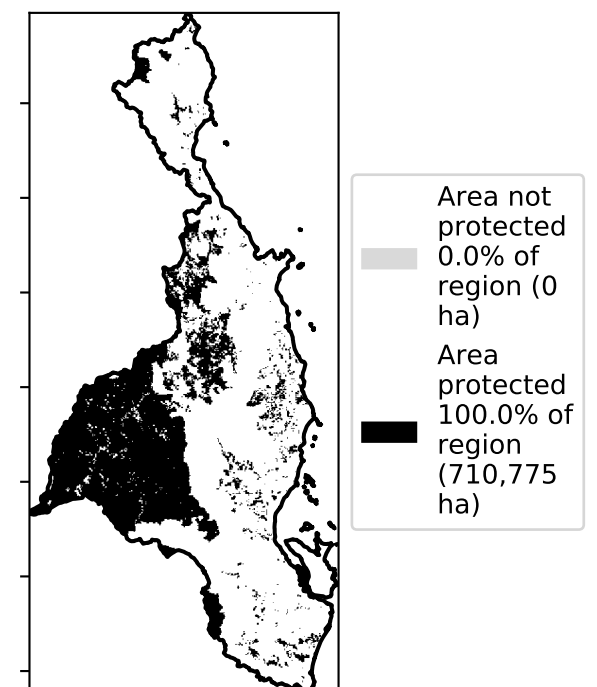 Area not
protected
0.0% of
region (0
ha)
Area
protected
100.0% of
region
(710,775
ha)